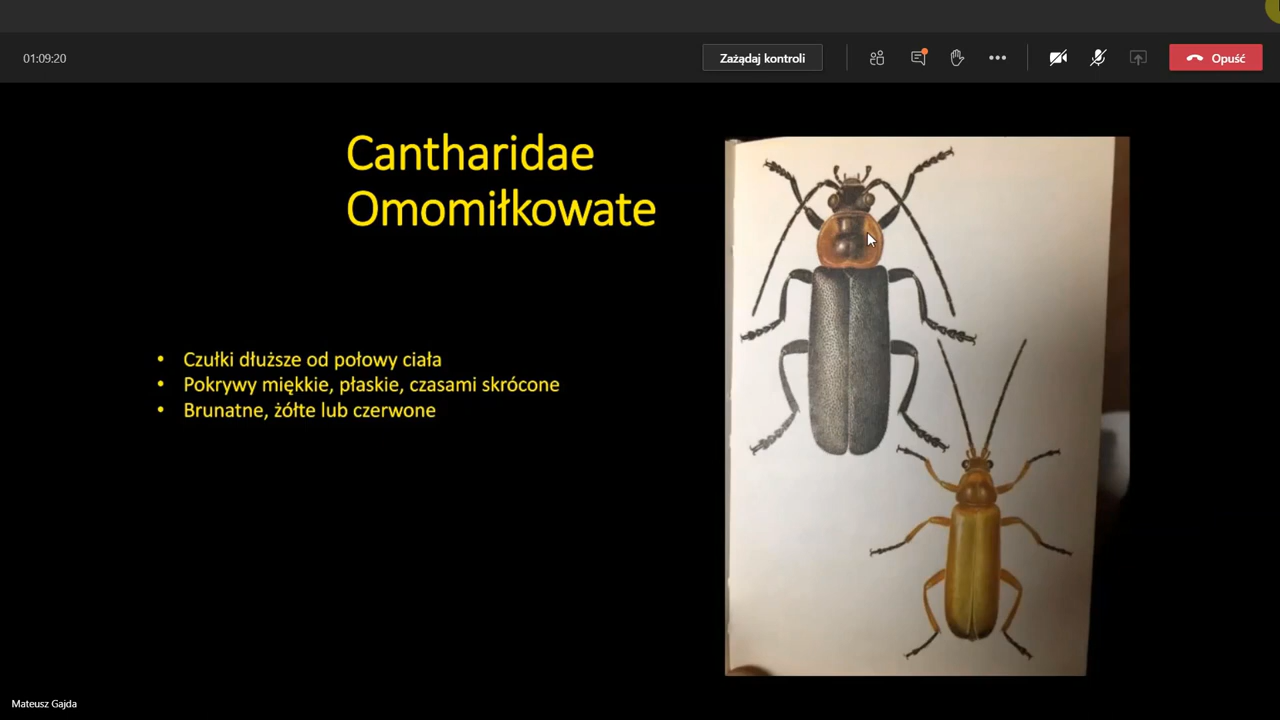 01:09:20
Zażądaj kontroli
Opuść
Cantharidae
Omomiłkowate
• Czułki dłuższe od połowy ciała
• Pokrywy miękkie, płaskie, czasami skrócone
• Brunatne, żółte lub czerwone
Mateusz Gajda